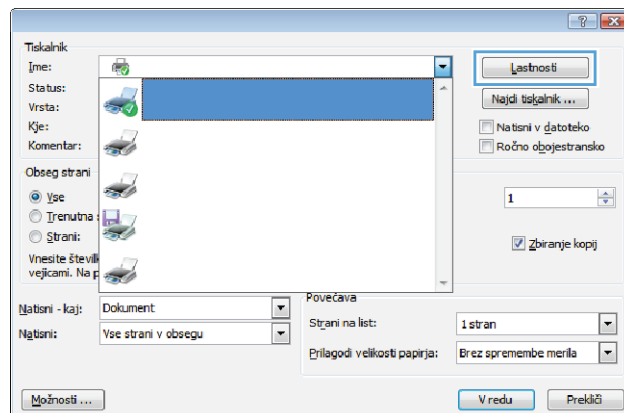 Tiskalnik
Ime:
Lastnosti
Status:
Najdi tiskalnik ...
Vrsta:
Kje:
Natisni v datoteko
Komentar:
Ročno obojestransko
Obseg strani
Vse
1
Trenutna
Strani:
Zbiranje kopij
Vnesite števil
vejicami. Na p
Povečava
Natisni - kaj: Dokument
Strani na list: 1 stran
Natisni: Vse strani v obsegu
Prilagodi velikosti papirja: Brez spremembe merila
Možnosti ...
V redu
Prekliči